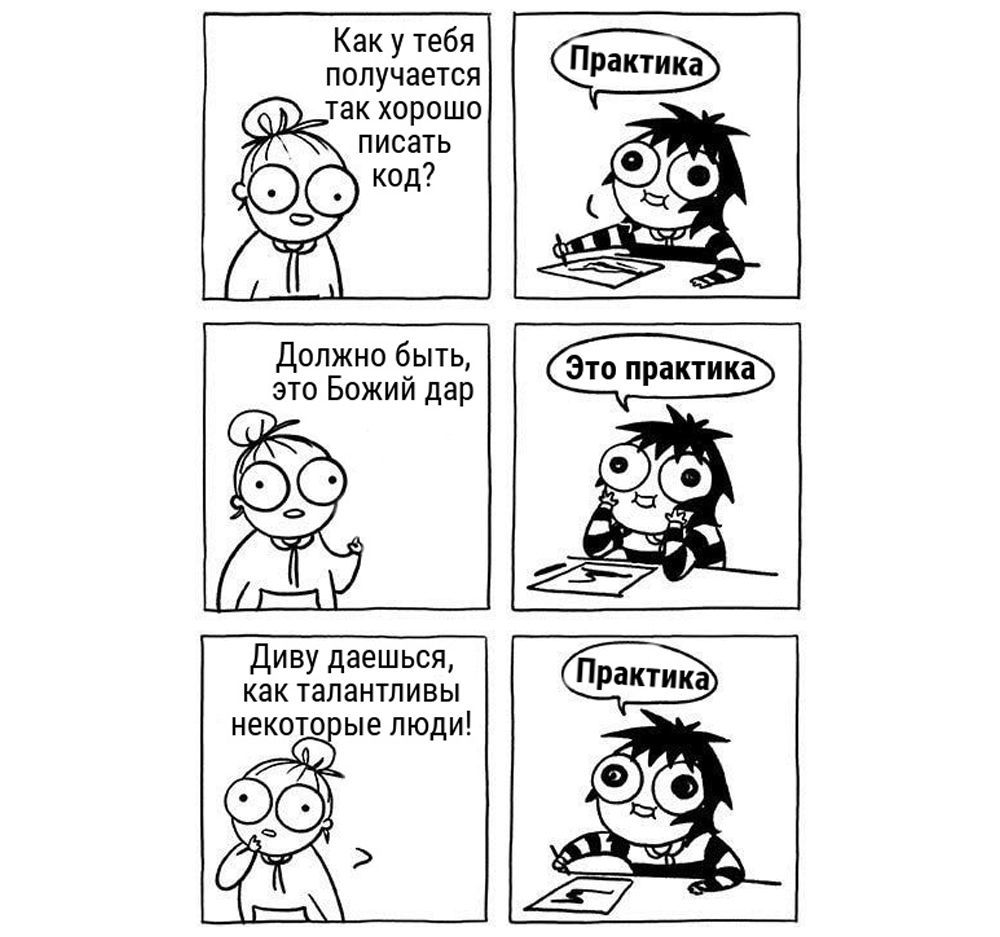 Как у тебя
получается
так хорошо
писать
код?
Практика
Должно быть,
это Божий дар
Это практика
Диву даешься,
как талантливы
некоторые люди!
Практика